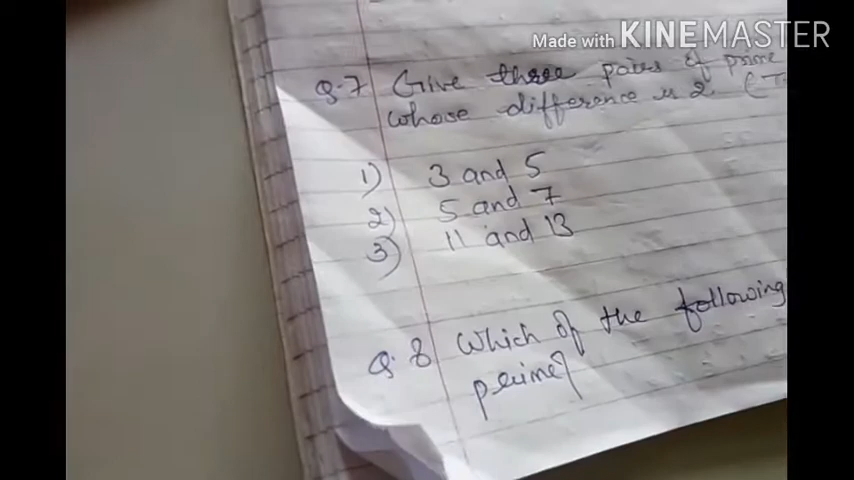 Made with KINEMASTER
Q.7 Give three pairs of prime
whose difference is 2. (T
1) 3 and 5
2) 5 and 7
3) 11 and 13
Q.8 Which of the following
prime?